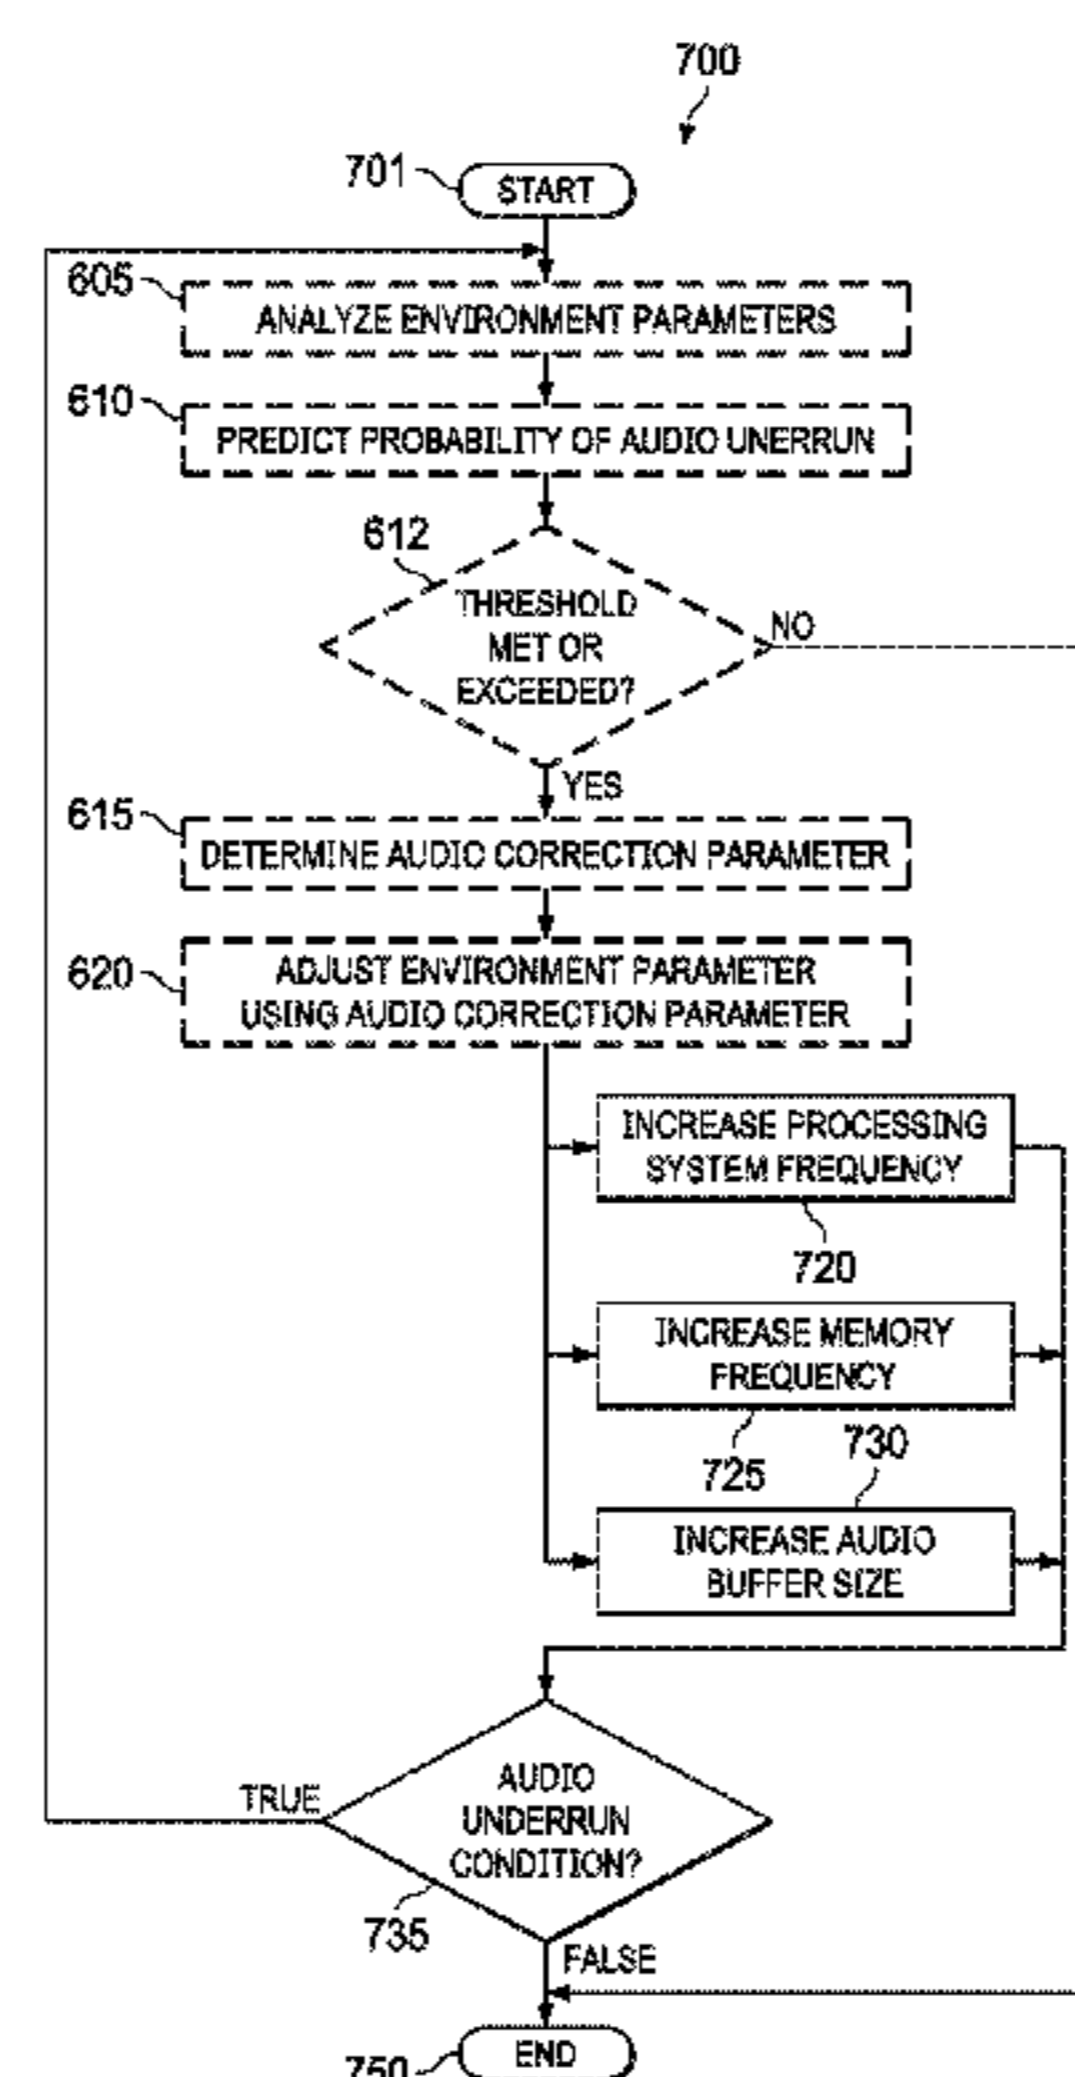 700
701
START
605
ANALYZE ENVIRONMENT PARAMETERS
610
PREDICT PROBABILITY OF AUDIO UNERRUN
612
THRESHOLD
MET OR
EXCEEDED?
NO
YES
615
DETERMINE AUDIO CORRECTION PARAMETER
620
ADJUST ENVIRONMENT PARAMETER
USING AUDIO CORRECTION PARAMETER
INCREASE PROCESSING
SYSTEM FREQUENCY
720
INCREASE MEMORY
FREQUENCY
725
730
INCREASE AUDIO
BUFFER SIZE
TRUE
AUDIO
UNDERRUN
CONDITION?
735
FALSE
END
750